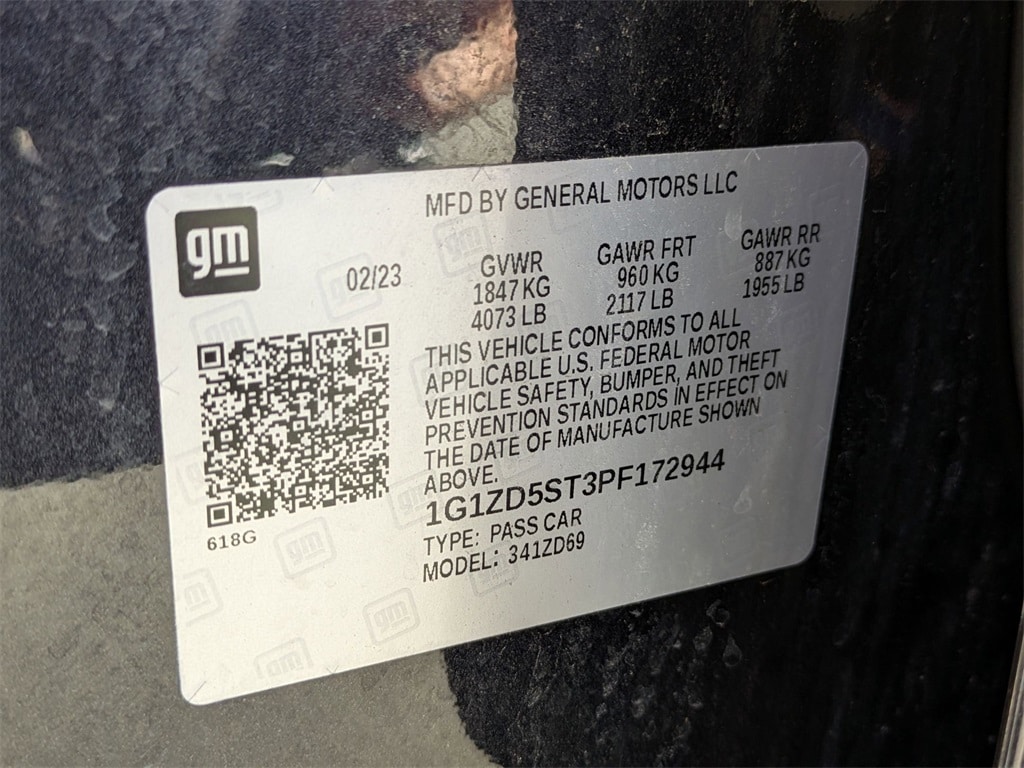 MFD BY GENERAL MOTORS LLC
gm
02/23
GVWR
1847 KG
4073 LB
GAWR FRT
960 KG
2117 LB
GAWR RR
887 KG
1955 LB
THIS VEHICLE CONFORMS TO ALL
APPLICABLE U.S. FEDERAL MOTOR
VEHICLE SAFETY, BUMPER, AND THEFT
PREVENTION STANDARDS IN EFFECT ON
THE DATE OF MANUFACTURE SHOWN
ABOVE.
1G1ZD5ST3PF172944
TYPE: PASS CAR
MODEL: 341ZD69
618G